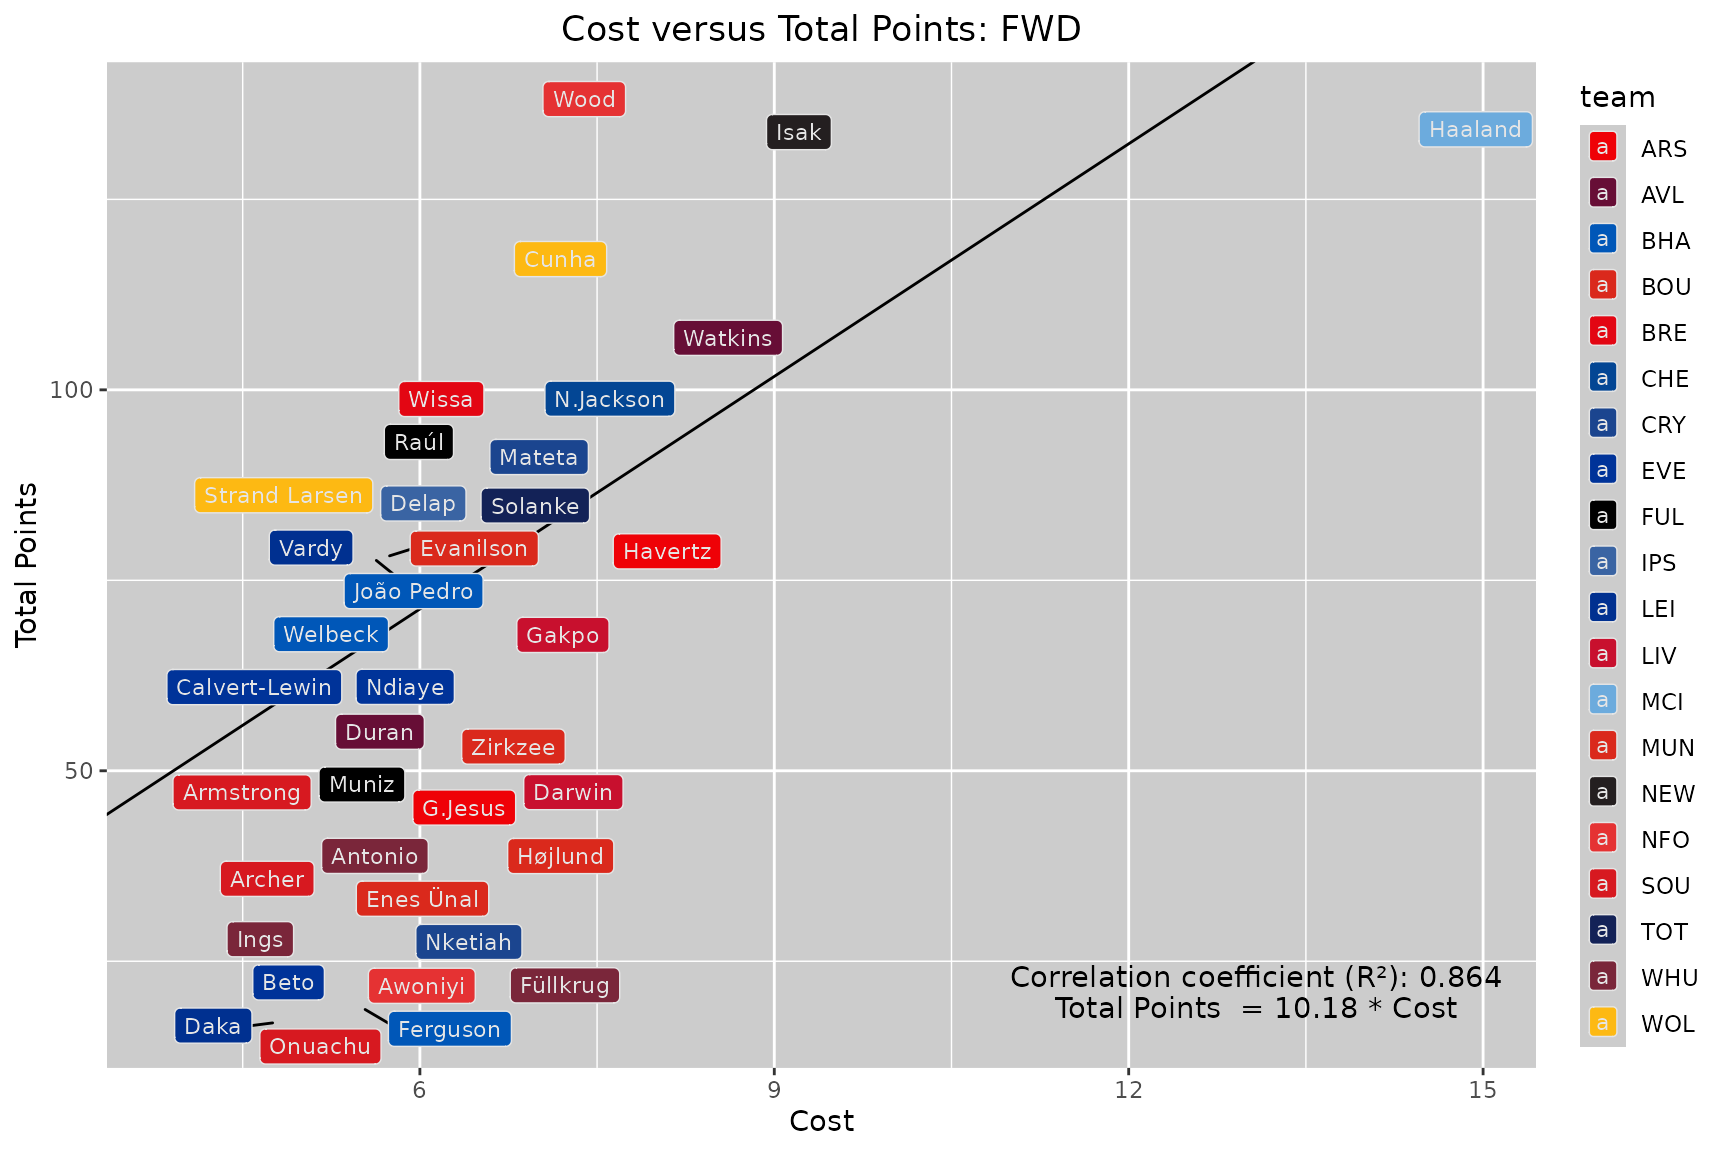 Cost versus Total Points: FWD
Total Points
100
50
Wood
Isak
Haaland
Cunha
Watkins
Wissa
N.Jackson
Raúl
Mateta
Strand Larsen
Delap
Solanke
Vardy
Evanilson
Havertz
João Pedro
Welbeck
Gakpo
Calvert-Lewin
Ndiaye
Duran
Zirkzee
Armstrong
Muniz
G.Jesus
Darwin
Antonio
Højlund
Archer
Enes Ünal
Ings
Nketiah
Beto
Awoniyi
Füllkrug
Daka
Ferguson
Onuachu
Correlation coefficient (R²): 0.864
Total Points = 10.18 * Cost
6
9
12
15
Cost
team
a ARS
a AVL
a BHA
a BOU
a BRE
a CHE
a CRY
a EVE
a FUL
a IPS
a LEI
a LIV
a MCI
a MUN
a NEW
a NFO
a SOU
a TOT
a WHU
a WOL